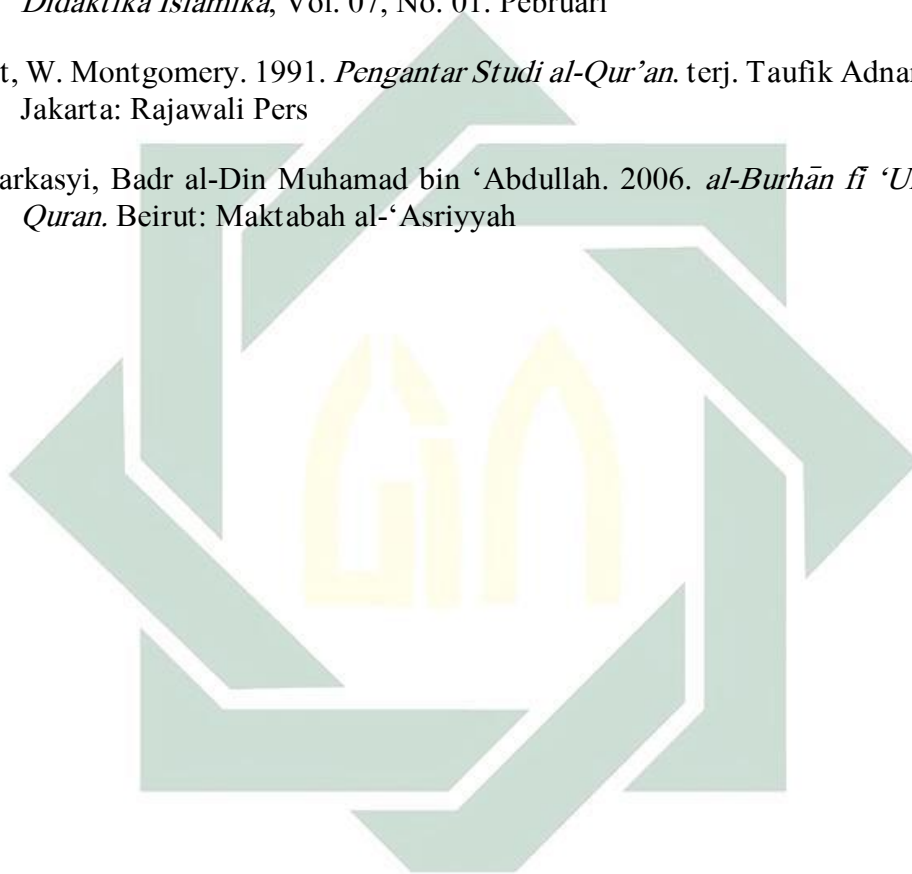 Didaktika Islamika, Vol. 07, No. 01. Pebruari
t, W. Montgomery. 1991. Pengantar Studi al-Qur’an. terj. Taufik Adnan
Jakarta: Rajawali Pers
arkasyi, Badr al-Din Muhamad bin ‘Abdullah. 2006. al-Burhān fī ‘U
Quran. Beirut: Maktabah al-‘Asriyyah